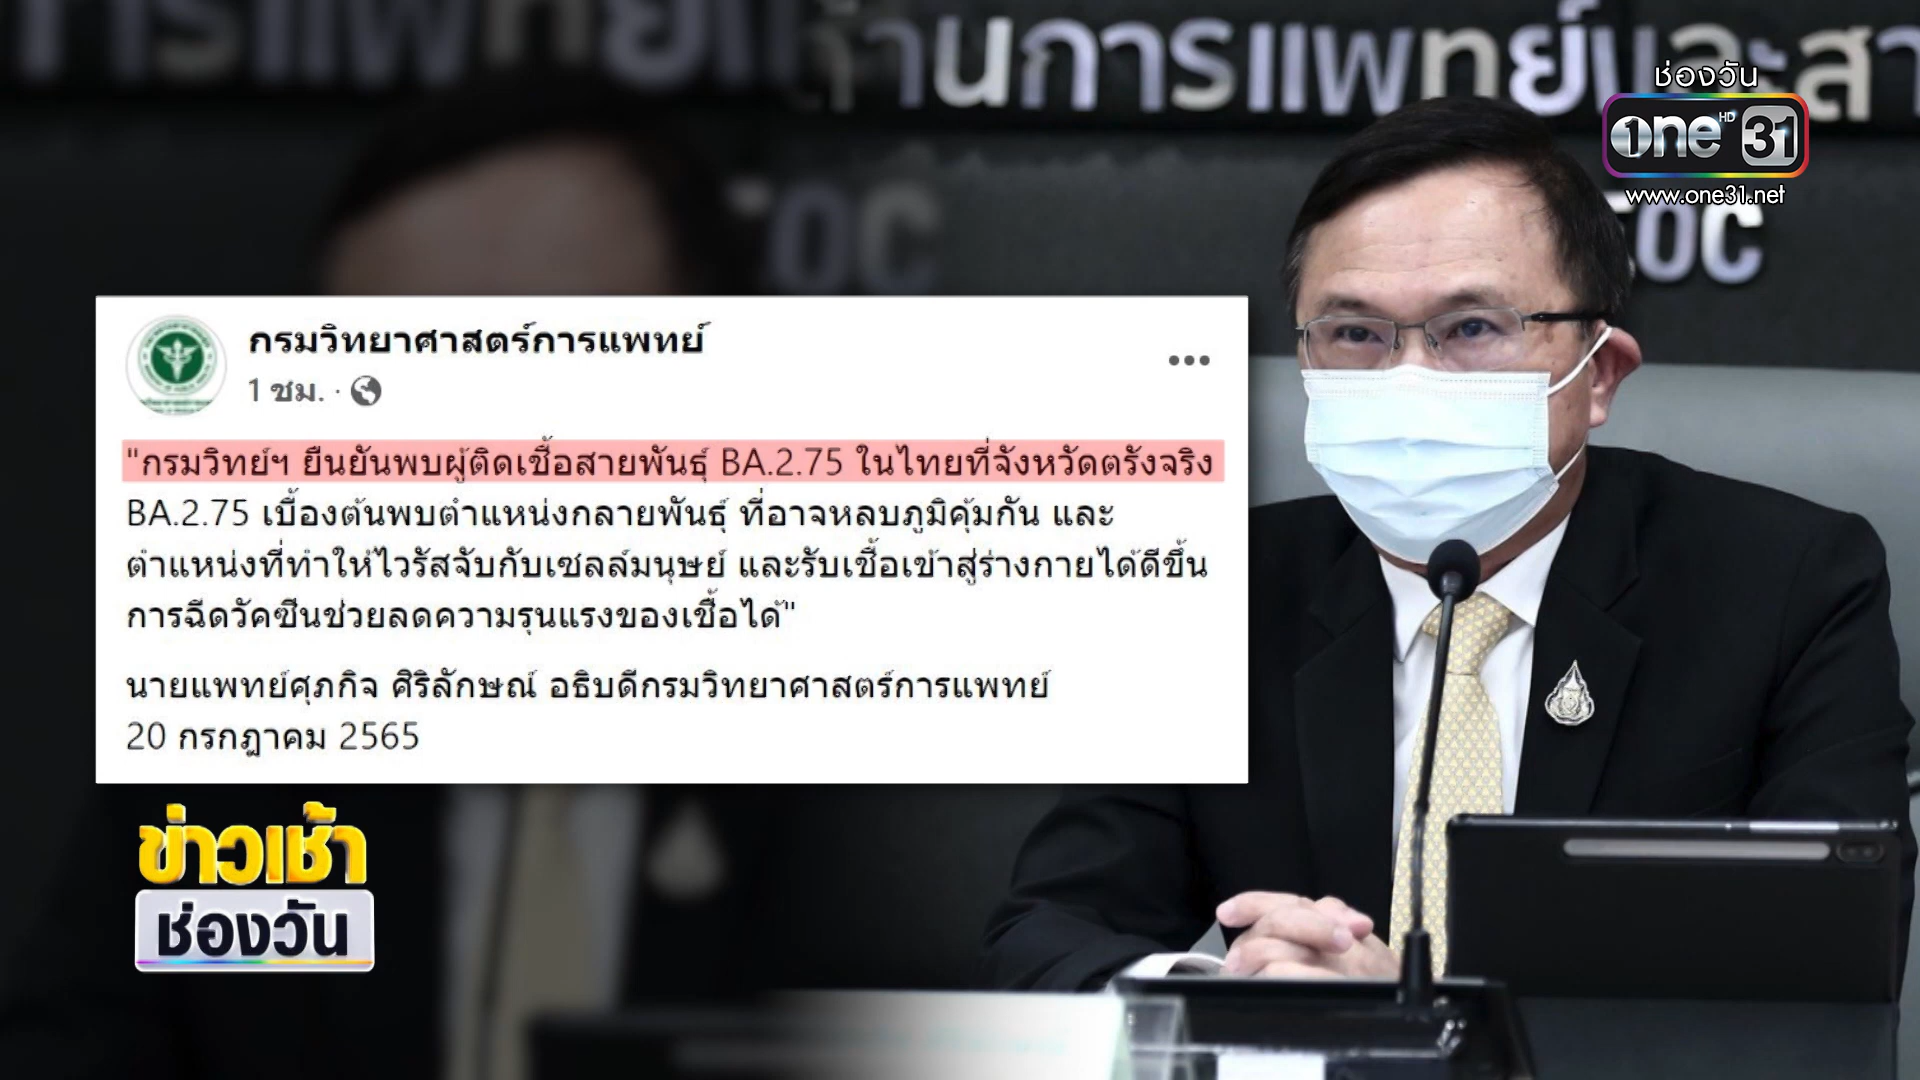 ด้านการแพทย์และสา
ช่องวัน
one HD 31
www.one31.net
EOC
กรมวิทยาศาสตร์การแพทย์
1 ชม. ·
"กรมวิทย์ฯ ยืนยันพบผู้ติดเชื้อสายพันธุ์ BA.2.75 ในไทยที่จังหวัดตรังจริง
BA.2.75 เบื้องต้นพบตำแหน่งกลายพันธุ์ ที่อาจหลบภูมิคุ้มกัน และ
ตำแหน่งที่ทำให้ไวรัสจับกับเซลล์มนุษย์ และรับเชื้อเข้าสู่ร่างกายได้ดีขึ้น
การฉีดวัคซีนช่วยลดความรุนแรงของเชื้อได้"
นายแพทย์ศุภกิจ ศิริลักษณ์ อธิบดีกรมวิทยาศาสตร์การแพทย์
20 กรกฎาคม 2565
ข่าวเช้า
ช่องวัน